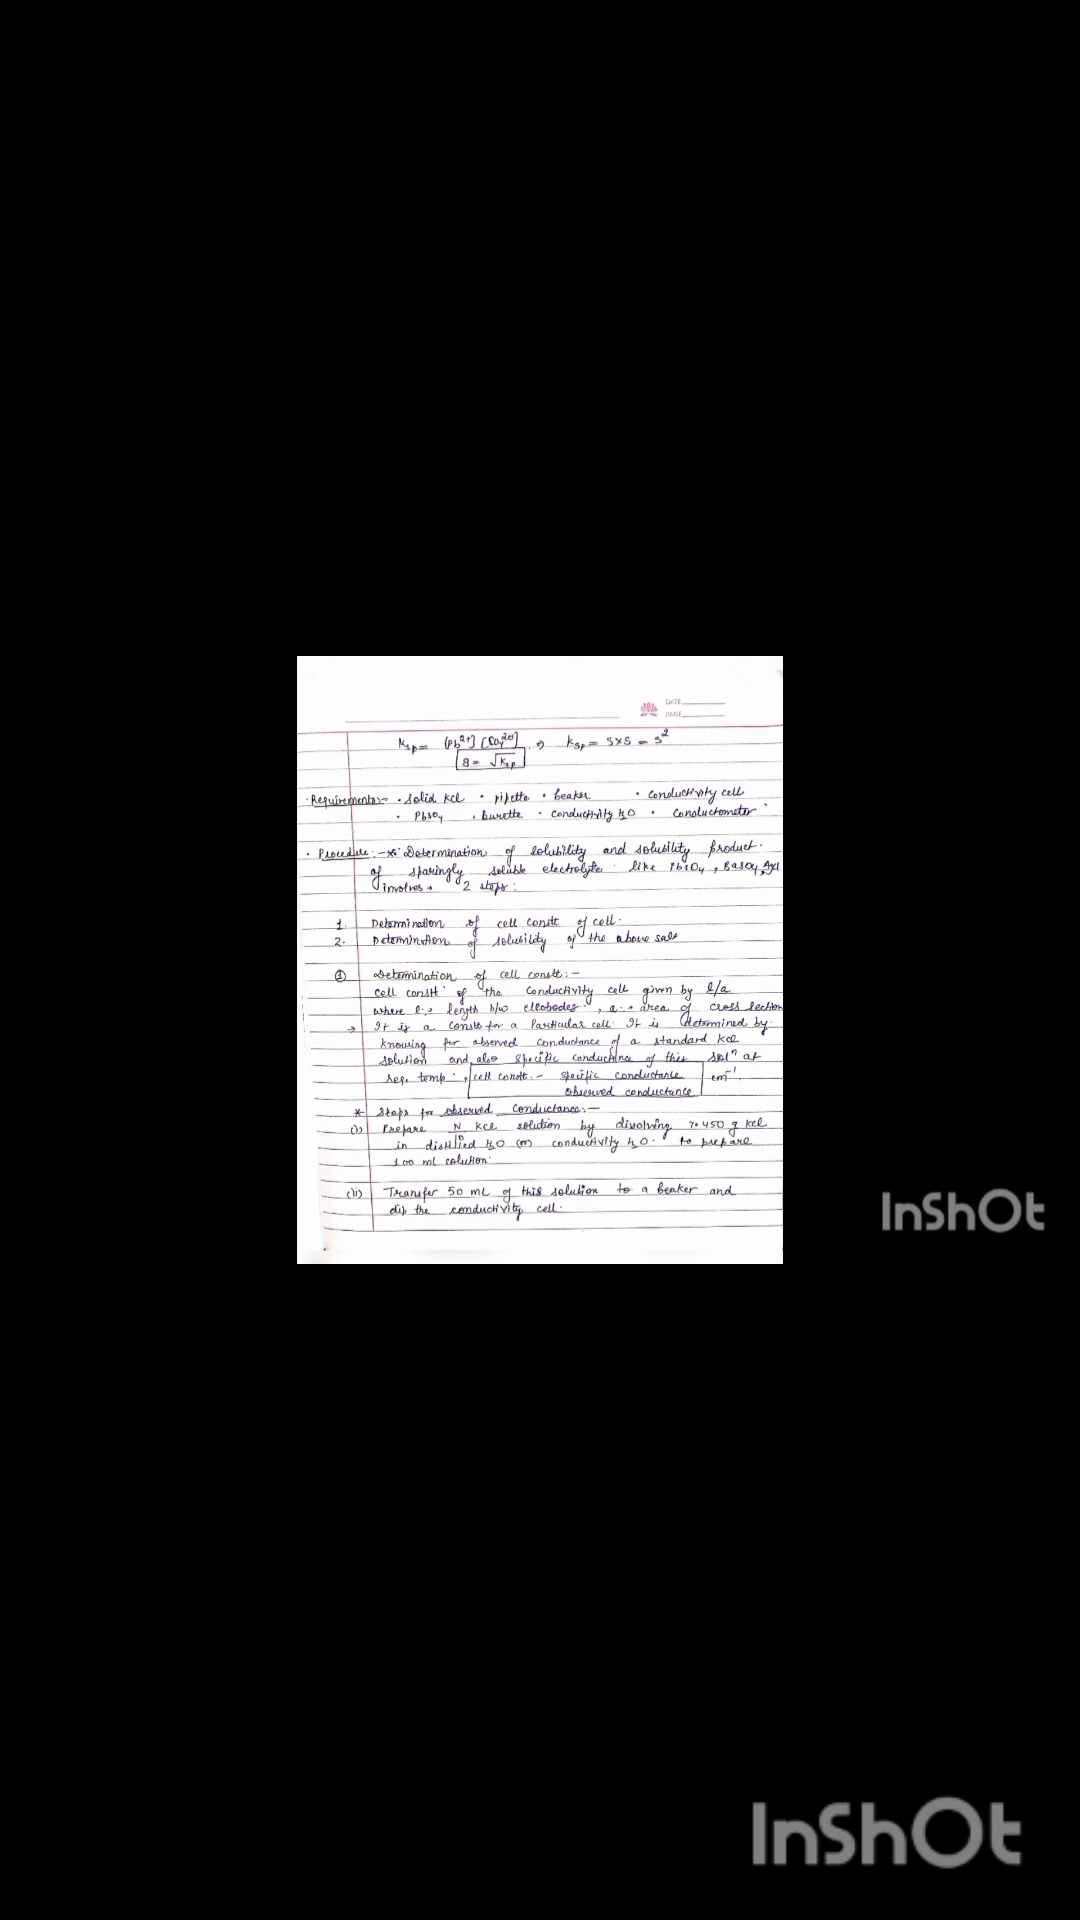 DATE
PAGE
Ksp = [Pb2+] [SO4 2⊖] ⇒ Ksp = S×S = S2
S = √Ksp
· Requirements:- · solid KCl · pipette · beaker · conductivity cell
· PbSO4 · burette · conductivity H2O · Conductometer
· Procedure:- * Determination of solubility and solubility product.
of sparingly soluble electrolyte like PbSO4, BaSO4, AgI
involves → 2 steps:
1. Determination of cell constt of cell.
2. Determination of solubility of the above salt
① Determination of cell constt:-
Cell constt of the conductivity cell given by l/a
where l → length b/w electrodes, a → area of cross section
→ It is a constt for a Particular cell. It is determined by
knowing for observed conductance of a standard KCl
solution and also specific conductance of this soln at
req. temp., cell constt:- specific conductance cm-1.
observed conductance
* Steps for observed conductance:-
(i) Prepare N/10 KCl solution by dissolving 7.450 g KCl
in distilled H2O (or) conductivity H2O. to prepare
100 ml solution.
(ii) Transfer 50 mL of this solution to a beaker and
dip the conductivity cell.
InShOt
InShOt